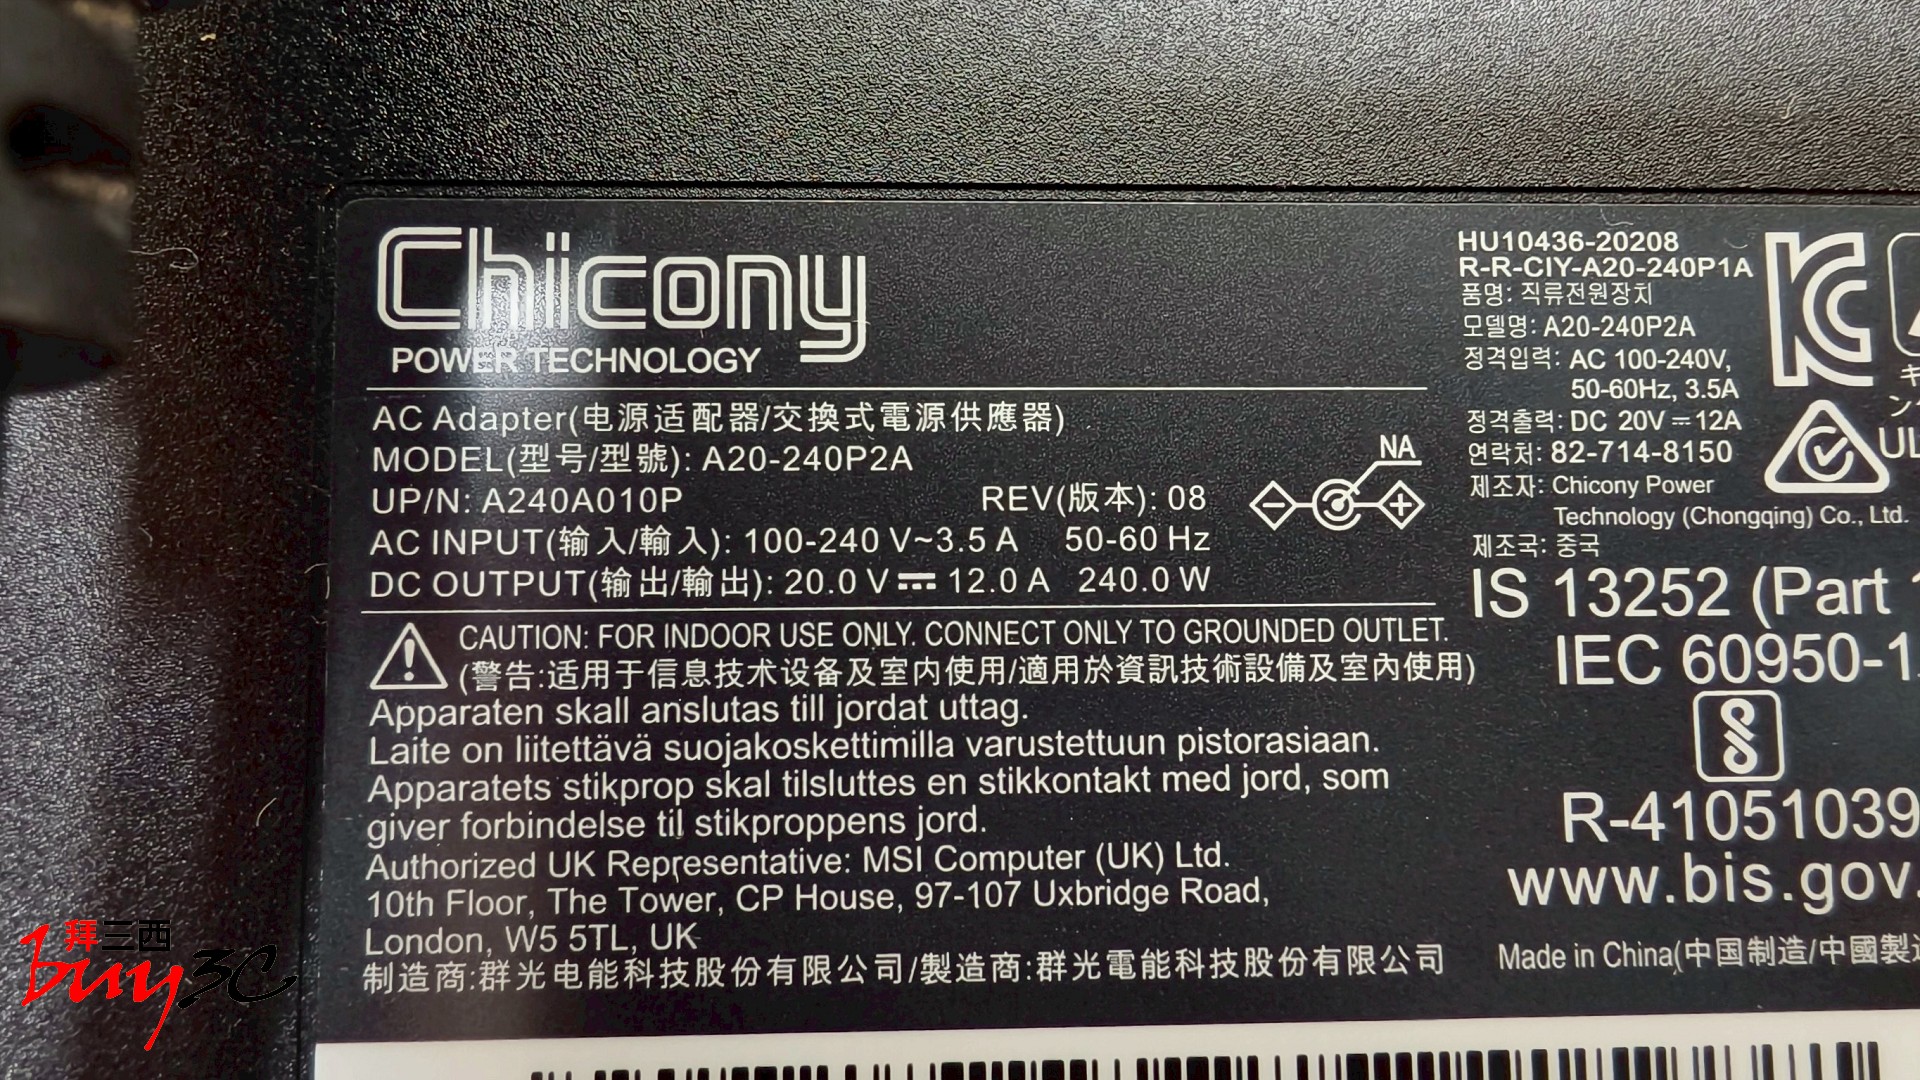 Chicony
POWER TECHNOLOGY
AC Adapter(电源适配器/交換式電源供應器)
MODEL(型号/型號): A20-240P2A
UP/N: A240A010P REV(版本): 08
AC INPUT(输入/輸入): 100-240 V~3.5 A 50-60 Hz
DC OUTPUT(输出/輸出): 20.0 V⎓12.0 A 240.0 W
NA
- +
CAUTION: FOR INDOOR USE ONLY. CONNECT ONLY TO GROUNDED OUTLET.
(警告:适用于信息技术设备及室内使用/適用於資訊技術設備及室內使用)
Apparaten skall anslutas till jordat uttag.
Laite on liitettävä suojakoskettimilla varustettuun pistorasiaan.
Apparatets stikprop skal tilsluttes en stikkontakt med jord, som
giver forbindelse til stikproppens jord.
Authorized UK Representative: MSI Computer (UK) Ltd.
10th Floor, The Tower, CP House, 97-107 Uxbridge Road,
London, W5 5TL, UK
制造商:群光电能科技股份有限公司/製造商:群光電能科技股份有限公司
HU10436-20208
R-R-CIY-A20-240P1A
품명: 직류전원장치
모델명: A20-240P2A
정격입력: AC 100-240V,
50-60Hz, 3.5A
정격출력: DC 20V⎓12A
연락처: 82-714-8150
제조자: Chicony Power
Technology (Chongqing) Co., Ltd.
제조국: 중국
IS 13252 (Part 1
IEC 60950-1
R-41051039
www.bis.gov.
Made in China(中国制造/中國製造
UL
拜三西
buy3C